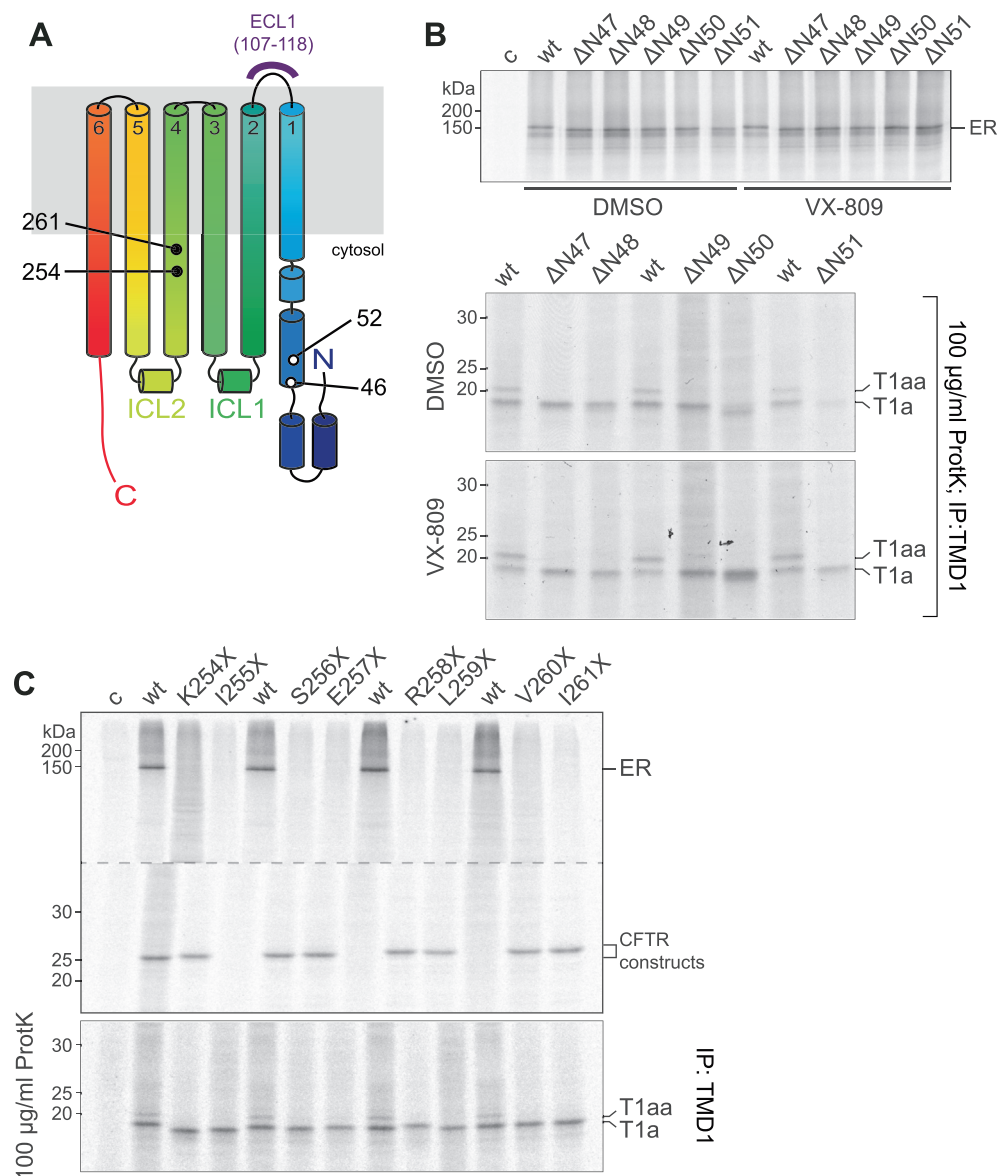 A
ECL1
(107-118)
6 5 4 3 2 1
261
254
cytosol
52
46
N
ICL2 ICL1
C
B
c wt ΔN47 ΔN48 ΔN49 ΔN50 ΔN51 wt ΔN47 ΔN48 ΔN49 ΔN50 ΔN51
kDa
200
150
ER
DMSO VX-809
wt ΔN47 ΔN48 wt ΔN49 ΔN50 wt ΔN51
DMSO
30
25
20
T1aa
T1a
VX-809
30
25
20
T1aa
T1a
100 µg/ml ProtK; IP:TMD1
C
c wt K254X I255X wt S256X E257X wt R258X L259X wt V260X I261X
kDa
200
150
ER
30
25
20
CFTR
constructs
100 µg/ml ProtK
30
25
20
T1aa
T1a
IP: TMD1